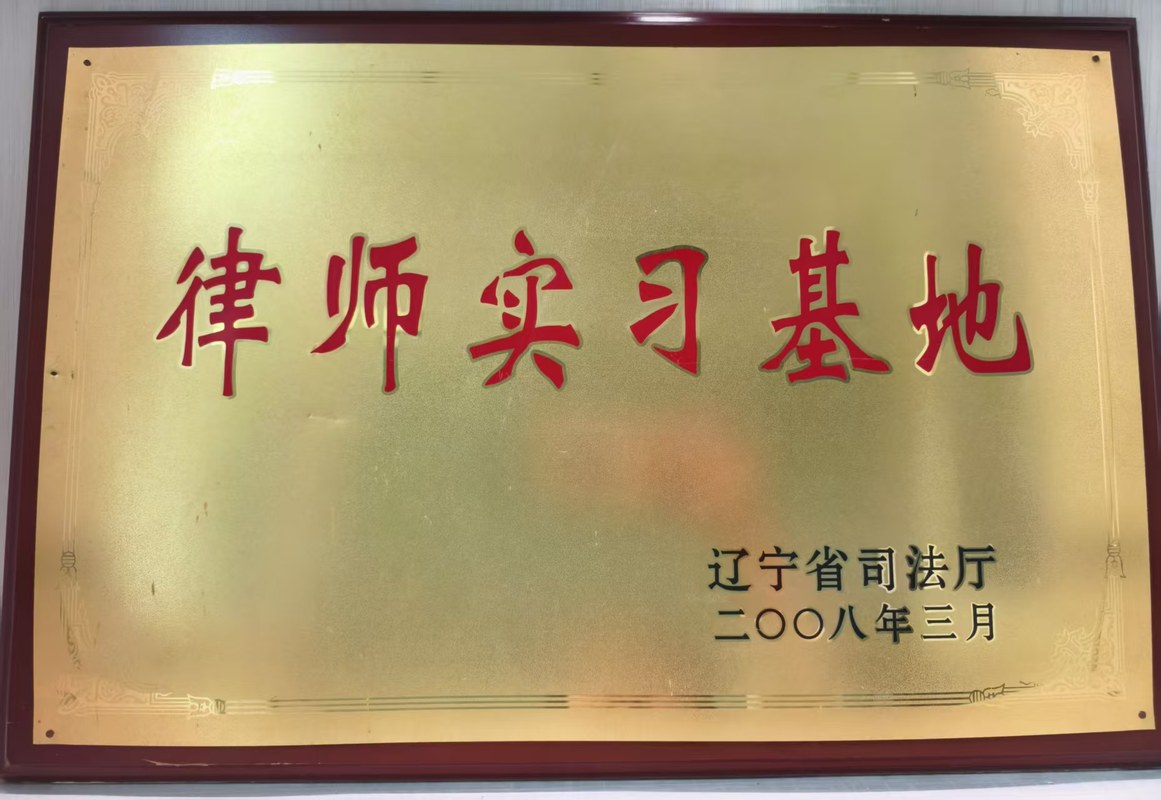 律师实习基地
辽宁省司法厅
二〇〇八年三月